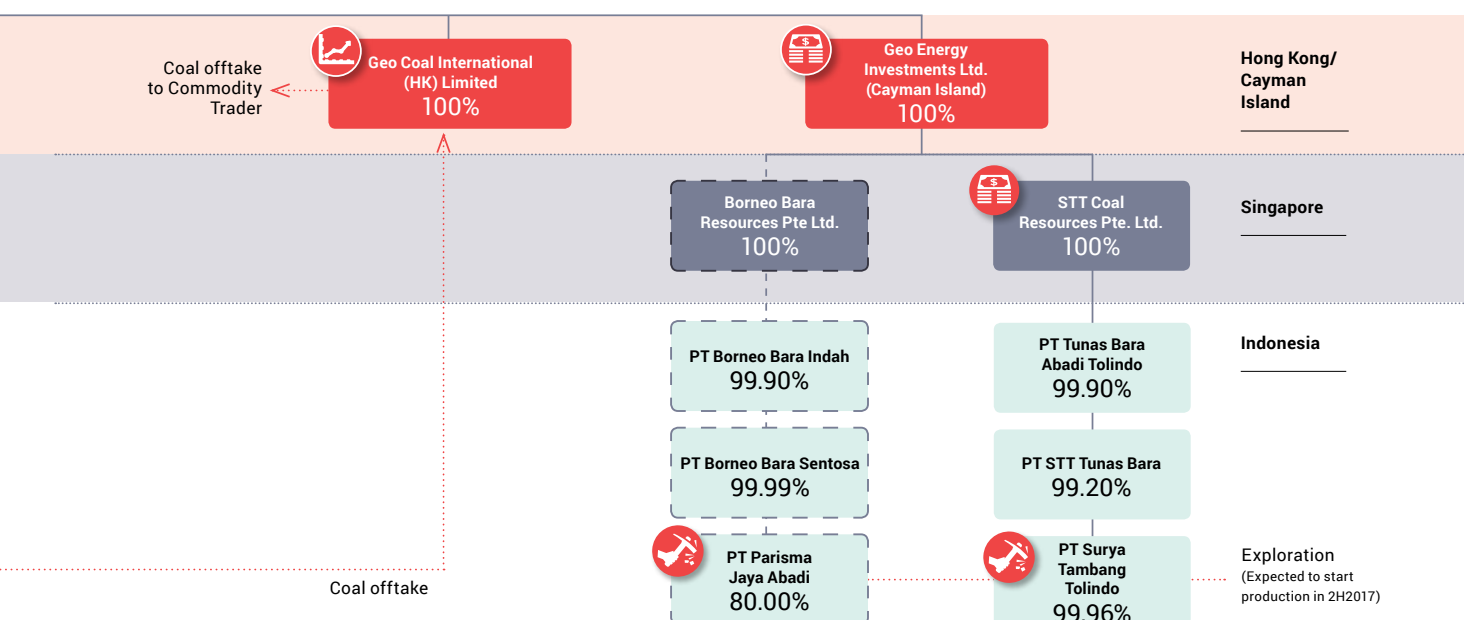 Coal offtake
to Commodity
Trader
Geo Coal International
(HK) Limited
100%
$
Geo Energy
Investments Ltd.
(Cayman Island)
100%
Hong Kong/
Cayman
Island
Borneo Bara
Resources Pte Ltd.
100%
$
STT Coal
Resources Pte. Ltd.
100%
Singapore
PT Borneo Bara Indah
99.90%
PT Tunas Bara
Abadi Tolindo
99.90%
Indonesia
PT Borneo Bara Sentosa
99.99%
PT STT Tunas Bara
99.20%
Coal offtake
PT Parisma
Jaya Abadi
80.00%
PT Surya
Tambang
Tolindo
99.96%
Exploration
(Expected to start
production in 2H2017)